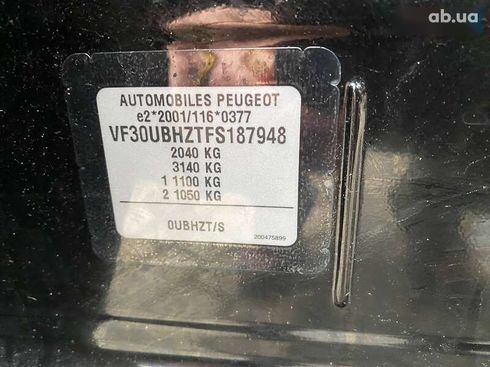 ab.ua
AUTOMOBILES PEUGEOT
e2*2001/116*0377
VF30UBHZTFS187948
2040 KG
3140 KG
1 1100 KG
2 1050 KG
0UBHZT/S
200475899